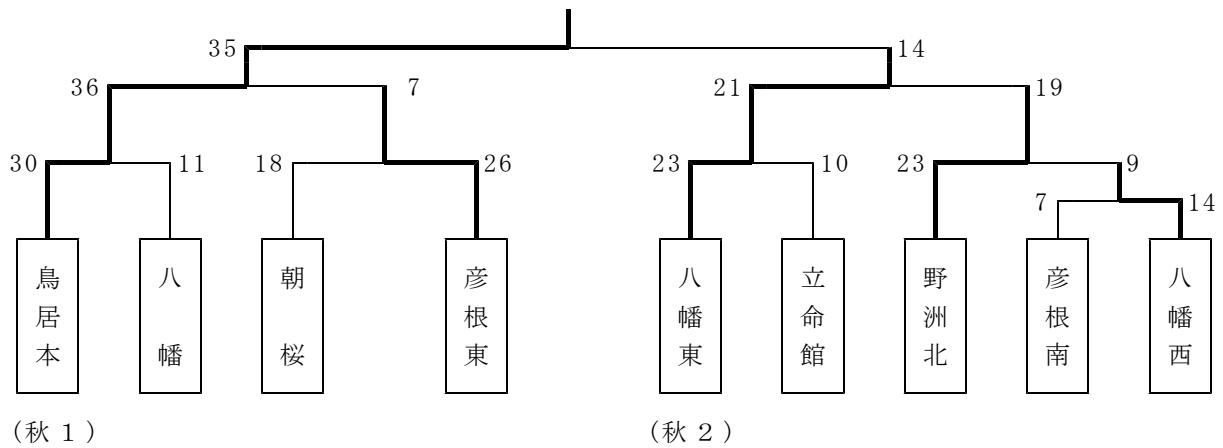 35 14
36 7 21 19
30 11 18 26 23 10 23 9
7 14
鳥居本
八幡
朝桜
彦根東
八幡東
立命館
野洲北
彦根南
八幡西
(秋 1 )
(秋 2 )